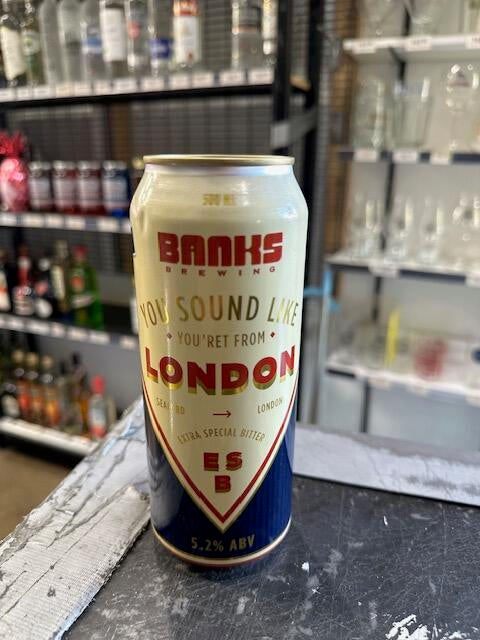 500 ML
BANKS
BREWING
YOU SOUND LIKE
YOU'RET FROM
LONDON
SEAFORD → LONDON
EXTRA SPECIAL BITTER
ES
B
5.2% ABV